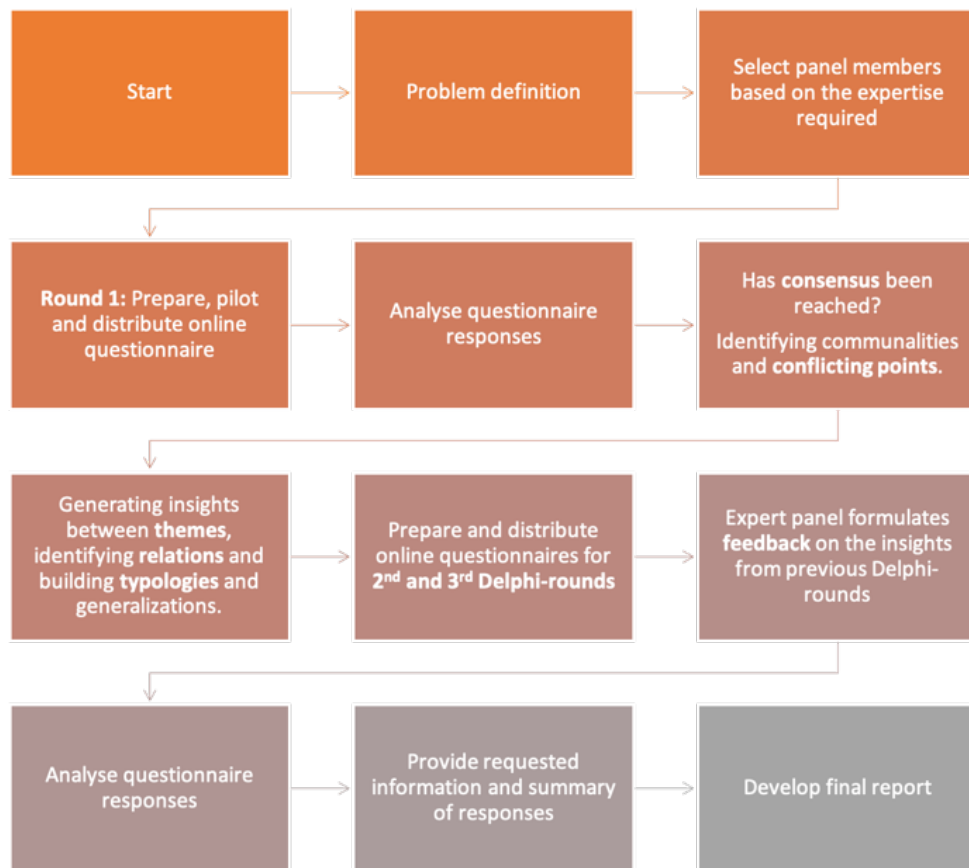 Start
Problem definition
Select panel members
based on the expertise
required
Round 1: Prepare, pilot
and distribute online
questionnaire
Analyse questionnaire
responses
Has consensus been
reached?
Identifying communalities
and conflicting points.
Generating insights
between themes,
identifying relations and
building typologies and
generalizations.
Prepare and distribute
online questionnaires for
2nd and 3rd Delphi-rounds
Expert panel formulates
feedback on the insights
from previous Delphi-
rounds
Analyse questionnaire
responses
Provide requested
information and summary
of responses
Develop final report